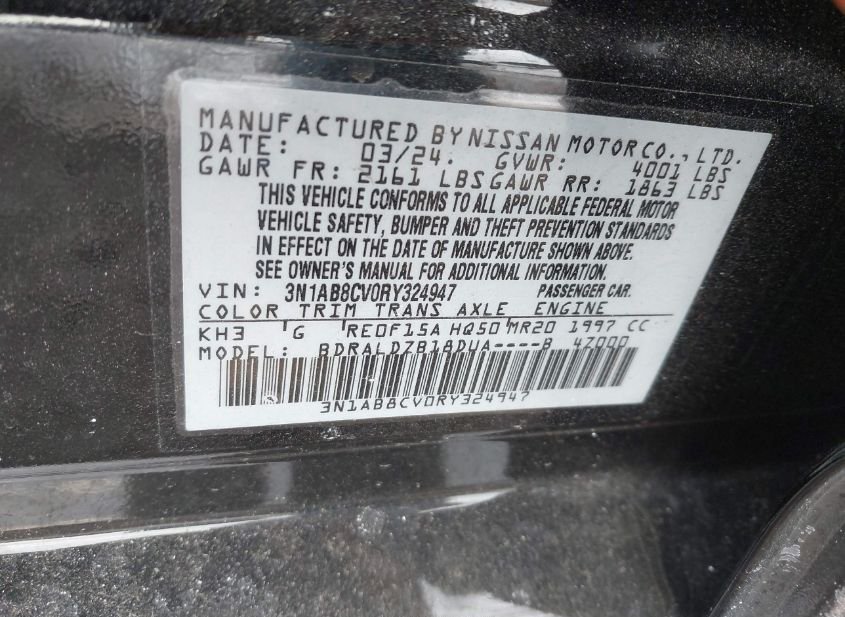 MANUFACTURED BY NISSAN MOTOR CO., LTD.
DATE: 03/24. GVWR: 4001 LBS
GAWR FR: 2161 LBS GAWR RR: 1863 LBS
THIS VEHICLE CONFORMS TO ALL APPLICABLE FEDERAL MOTOR
VEHICLE SAFETY, BUMPER AND THEFT PREVENTION STANDARDS
IN EFFECT ON THE DATE OF MANUFACTURE SHOWN ABOVE.
SEE OWNER'S MANUAL FOR ADDITIONAL INFORMATION.
VIN: 3N1AB8CV0RY324947 PASSENGER CAR.
COLOR TRIM TRANS AXLE ENGINE
KH3 'G 'RE0F15A HQ50'MR20 1997 CC
MODEL: BDRALDZB18DUA----B 47000
3N1AB8CV0RY324947